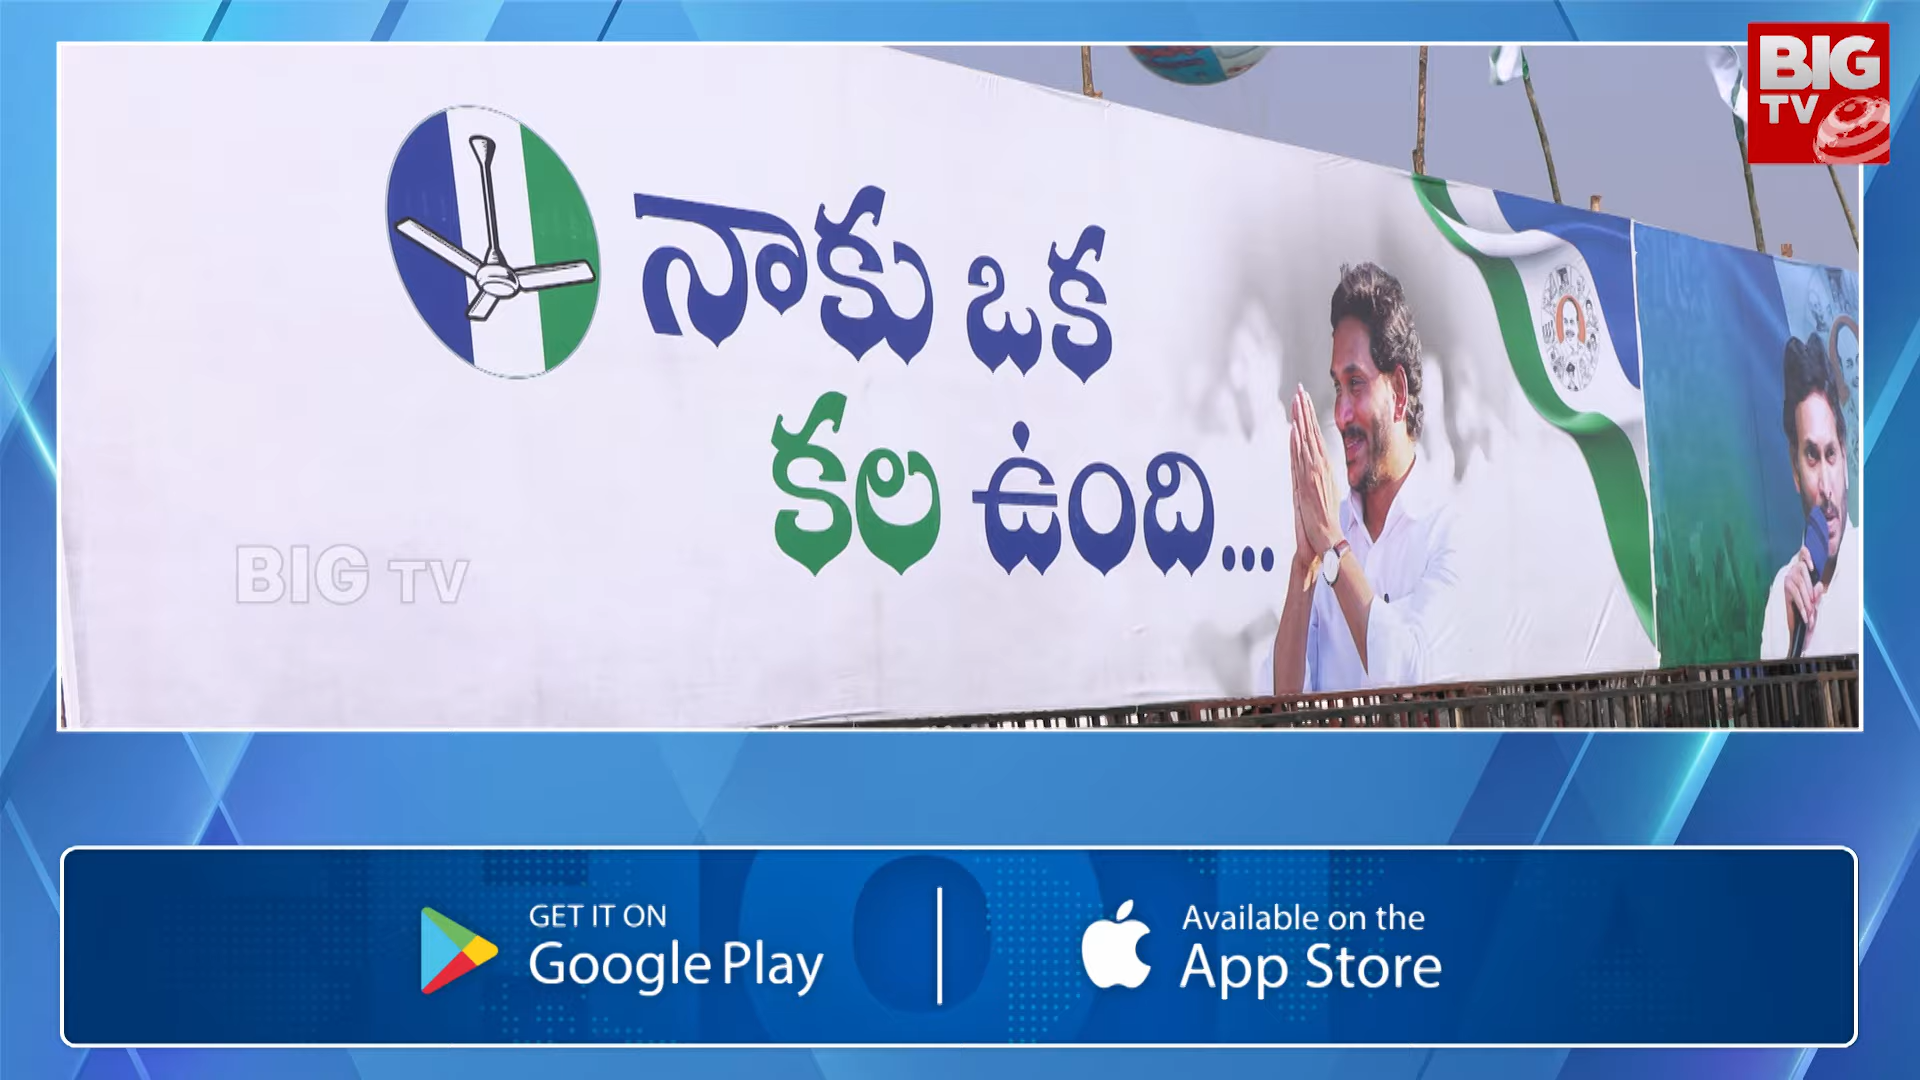 BIG
TV
నాకు ఒక
కల ఉంది...
BIG TV
GET IT ON
Google Play
Available on the
App Store